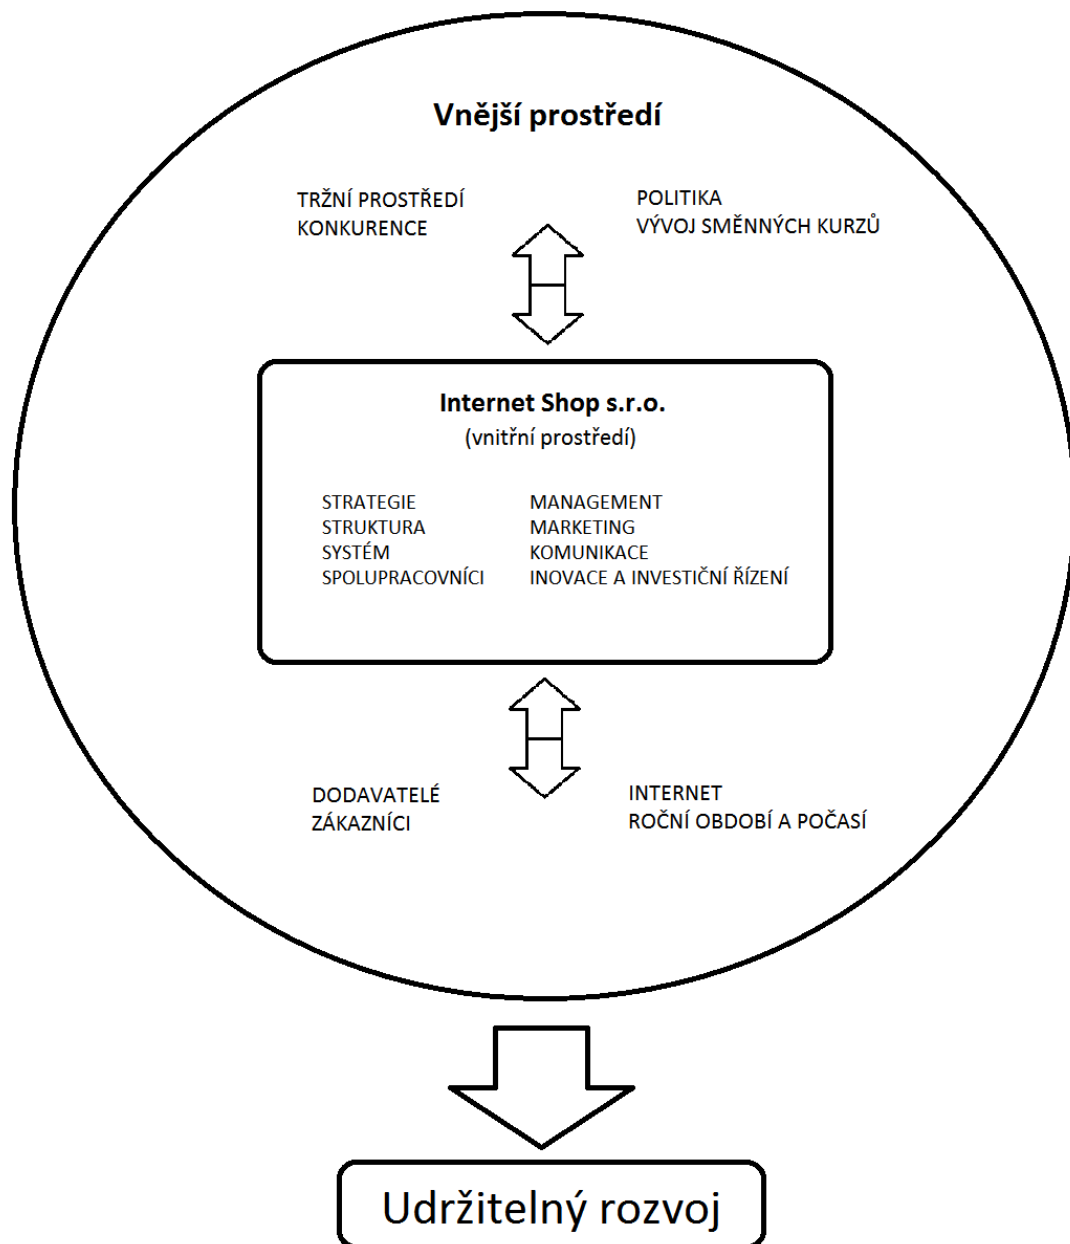 Vnější prostředí
TRŽNÍ PROSTŘEDÍ
KONKURENCE
POLITIKA
VÝVOJ SMĚNNÝCH KURZŮ
Internet Shop s.r.o.
(vnitřní prostředí)
STRATEGIE
STRUKTURA
SYSTÉM
SPOLUPRACOVNÍCI
MANAGEMENT
MARKETING
KOMUNIKACE
INOVACE A INVESTIČNÍ ŘÍZENÍ
DODAVATELÉ
ZÁKAZNÍCI
INTERNET
ROČNÍ OBDOBÍ A POČASÍ
Udržitelný rozvoj